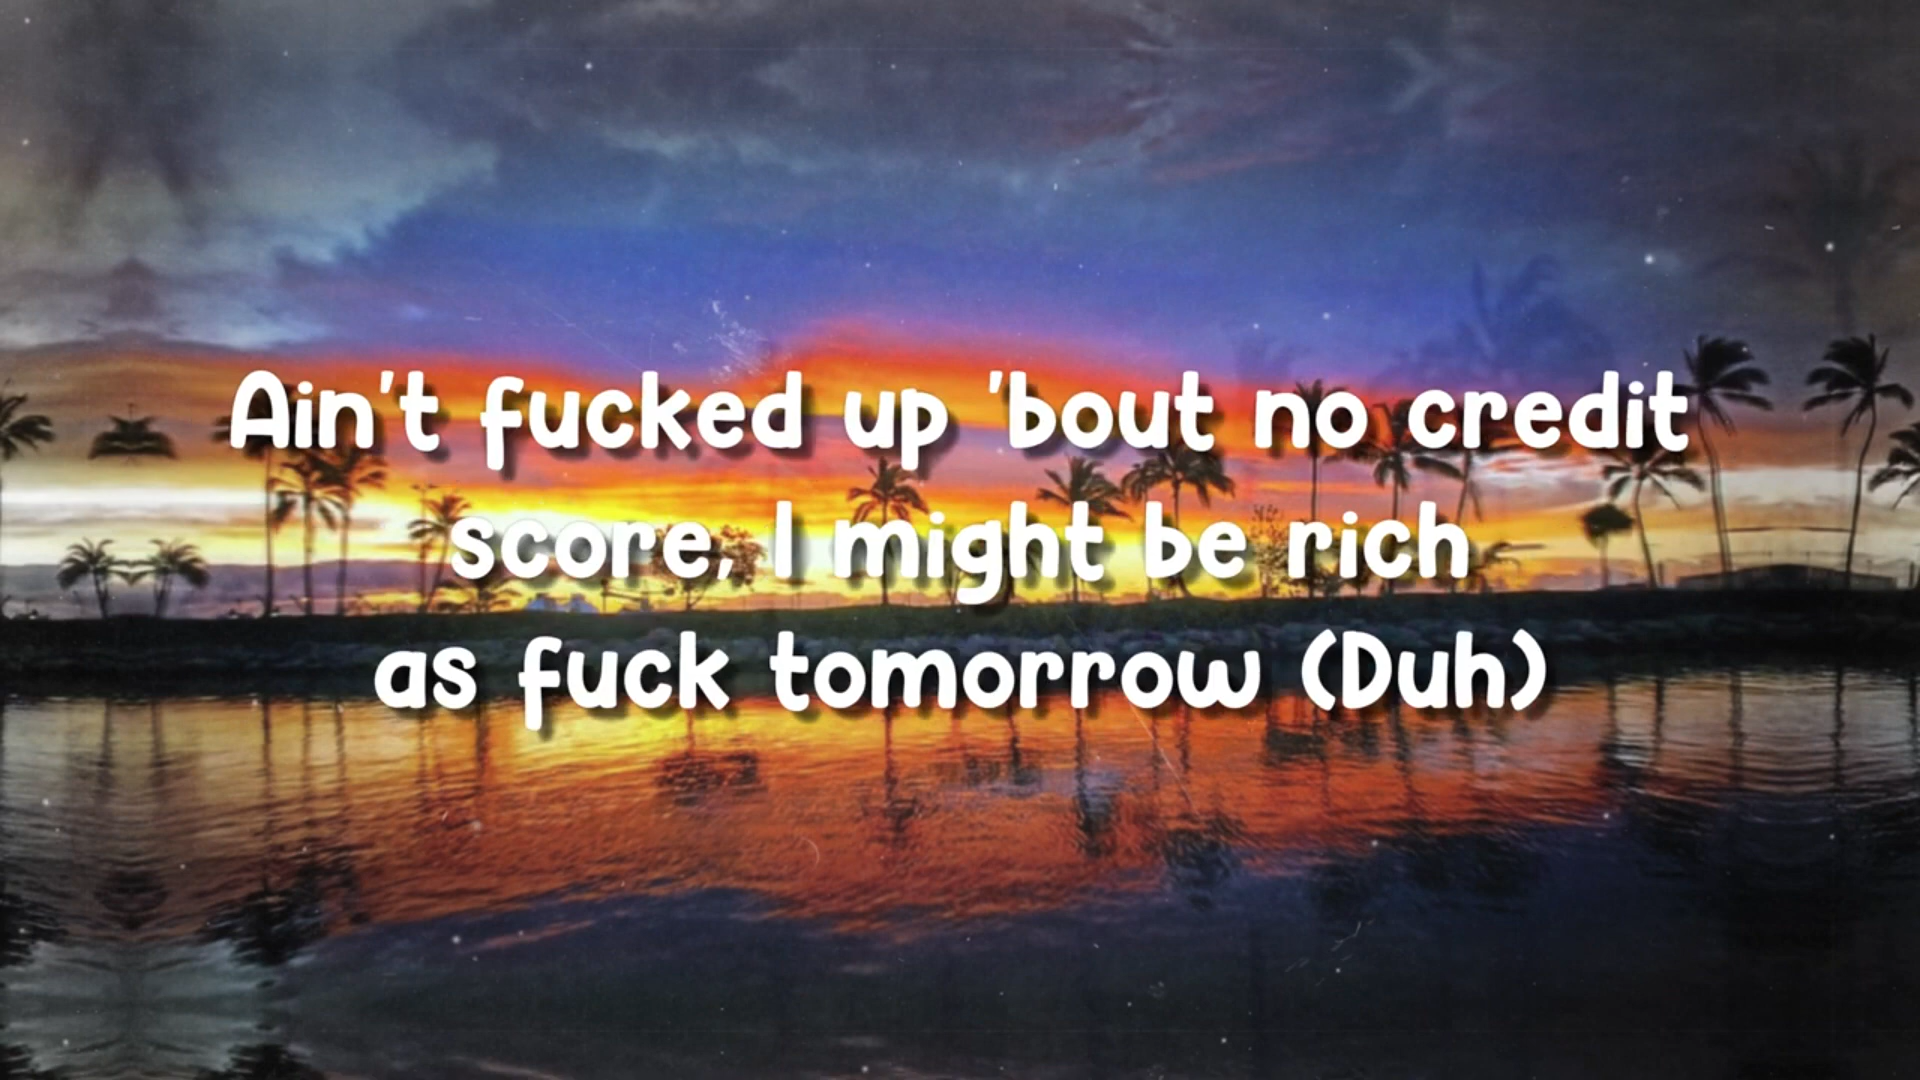 Ain't fucked up 'bout no credit
score, I might be rich
as fuck tomorrow (Duh)